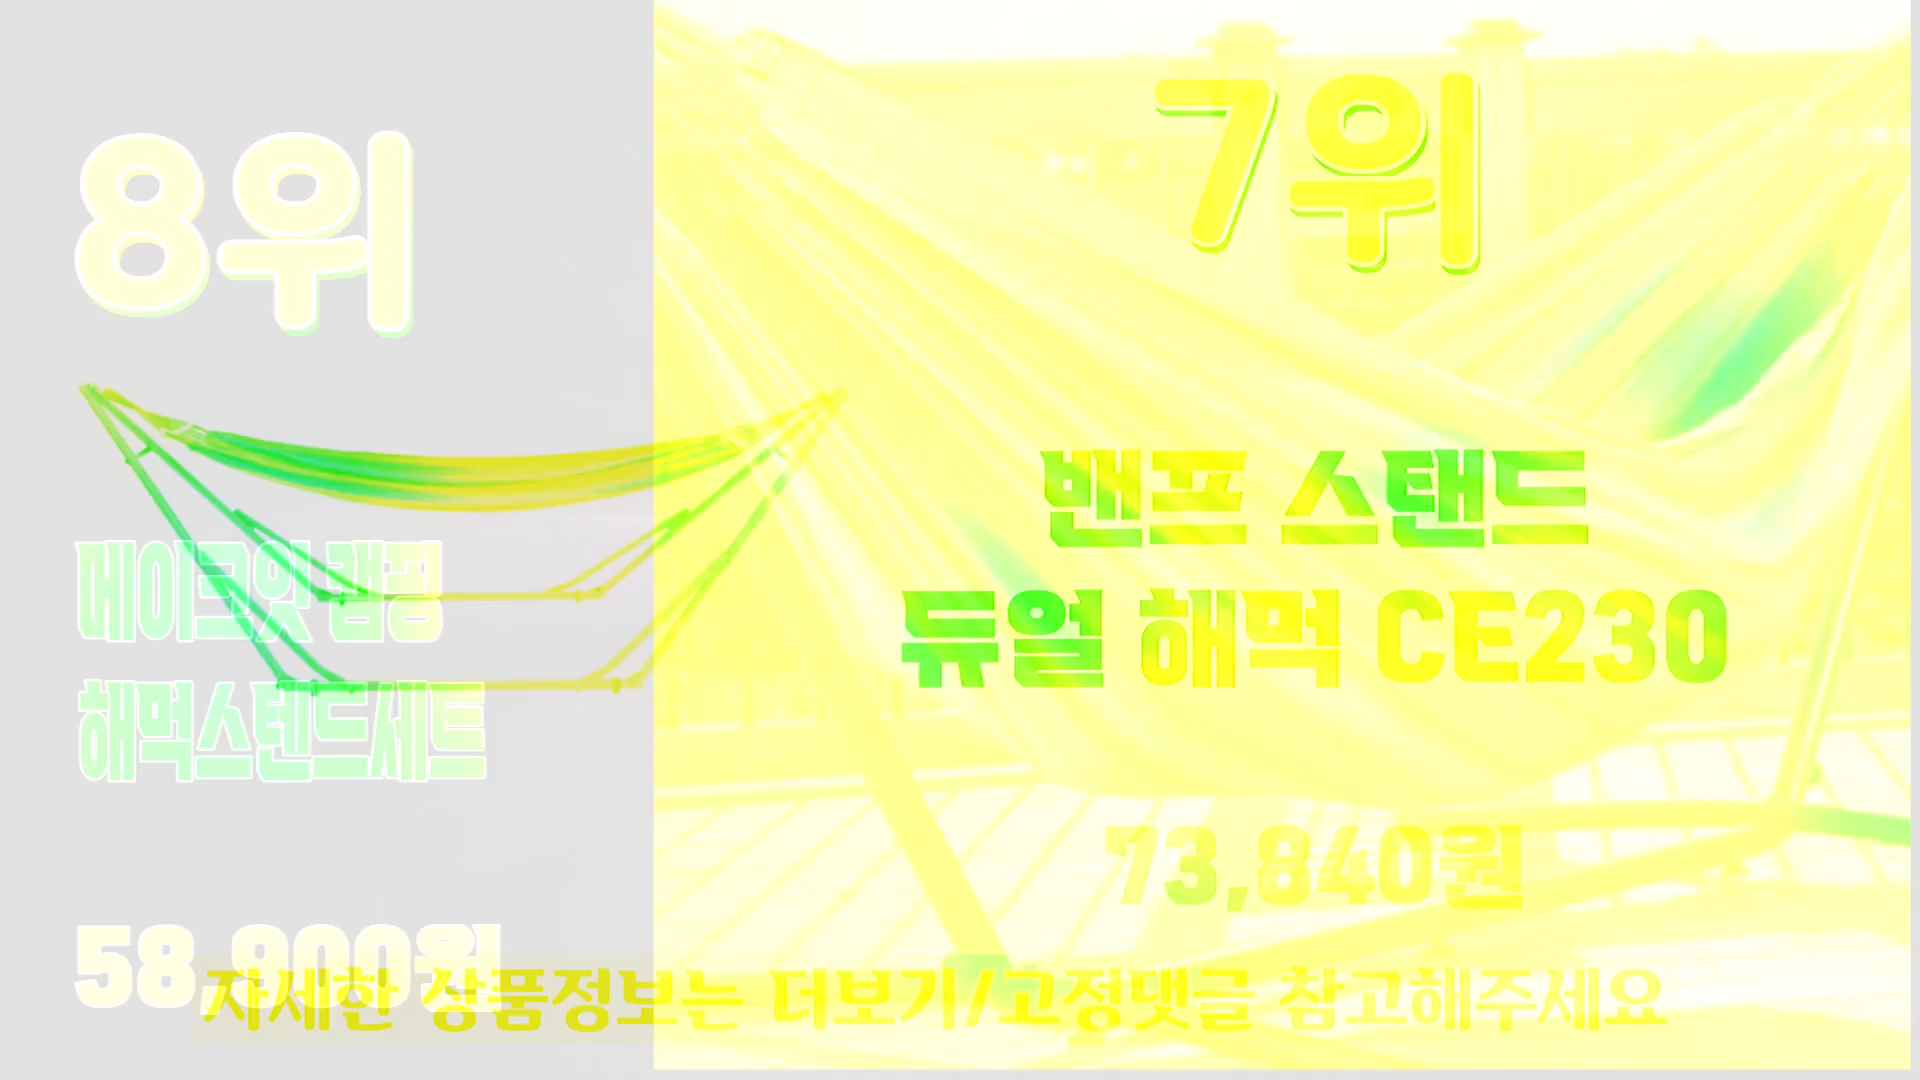 8위
메이크잇 캠핑
해먹스텐드세트
58,900원
7위
밴프 스탠드
듀얼 해먹 CE230
73,840원
자세한 상품정보는 더보기/고정댓글 참고해주세요